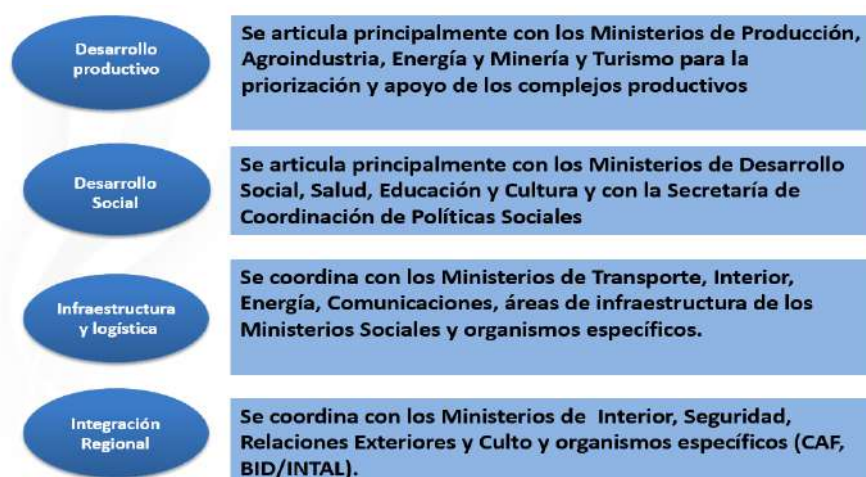 Desarrollo
productivo
Se articula principalmente con los Ministerios de Producción,
Agroindustria, Energía y Minería y Turismo para la
priorización y apoyo de los complejos productivos
Desarrollo
Social
Se articula principalmente con los Ministerios de Desarrollo
Social, Salud, Educación y Cultura y con la Secretaría de
Coordinación de Políticas Sociales
Infraestructura
y logística
Se coordina con los Ministerios de Transporte, Interior,
Energía, Comunicaciones, áreas de infraestructura de los
Ministerios Sociales y organismos específicos.
Integración
Regional
Se coordina con los Ministerios de Interior, Seguridad,
Relaciones Exteriores y Culto y organismos específicos (CAF,
BID/INTAL).